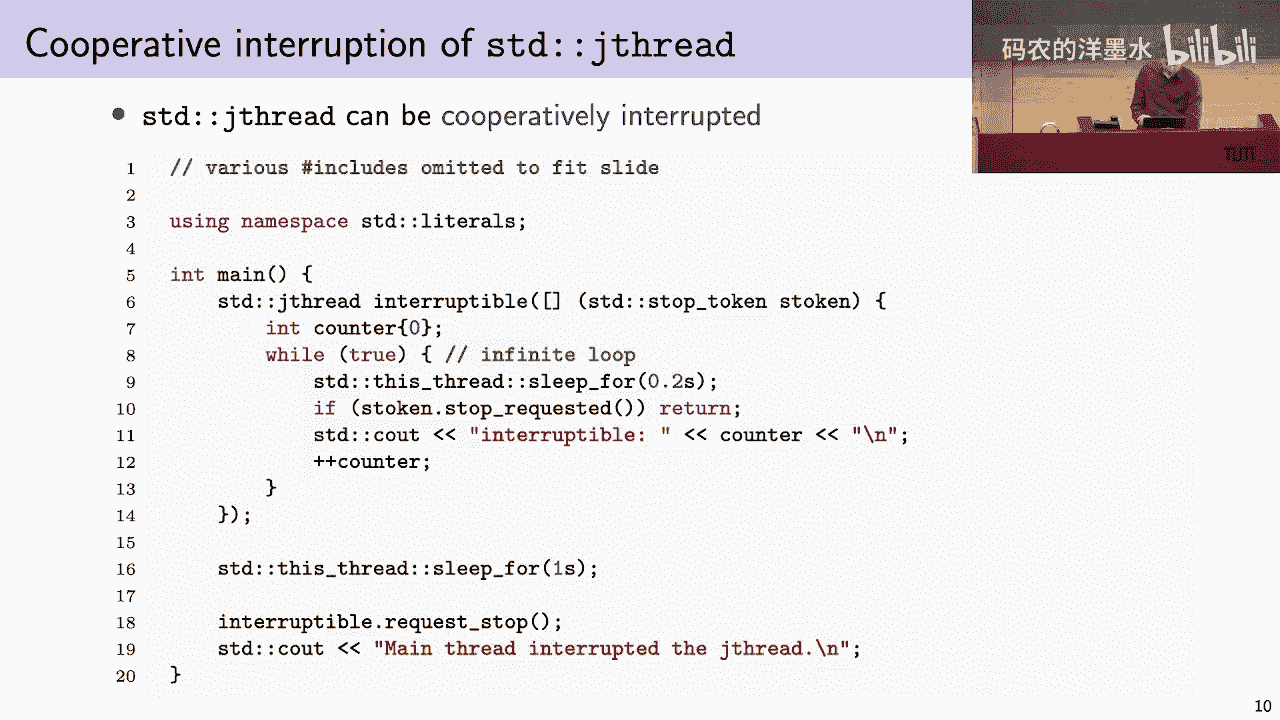 Cooperative interruption of std::jthread
码农的洋墨水 bilibili
TUM
• std::jthread can be cooperatively interrupted
1 // various #includes omitted to fit slide
2
3 using namespace std::literals;
4
5 int main() {
6 std::jthread interruptible([] (std::stop_token stoken) {
7 int counter{0};
8 while (true) { // infinite loop
9 std::this_thread::sleep_for(0.2s);
10 if (stoken.stop_requested()) return;
11 std::cout << "interruptible: " << counter << "\n";
12 ++counter;
13 }
14 });
15
16 std::this_thread::sleep_for(1s);
17
18 interruptible.request_stop();
19 std::cout << "Main thread interrupted the jthread.\n";
20 }
10